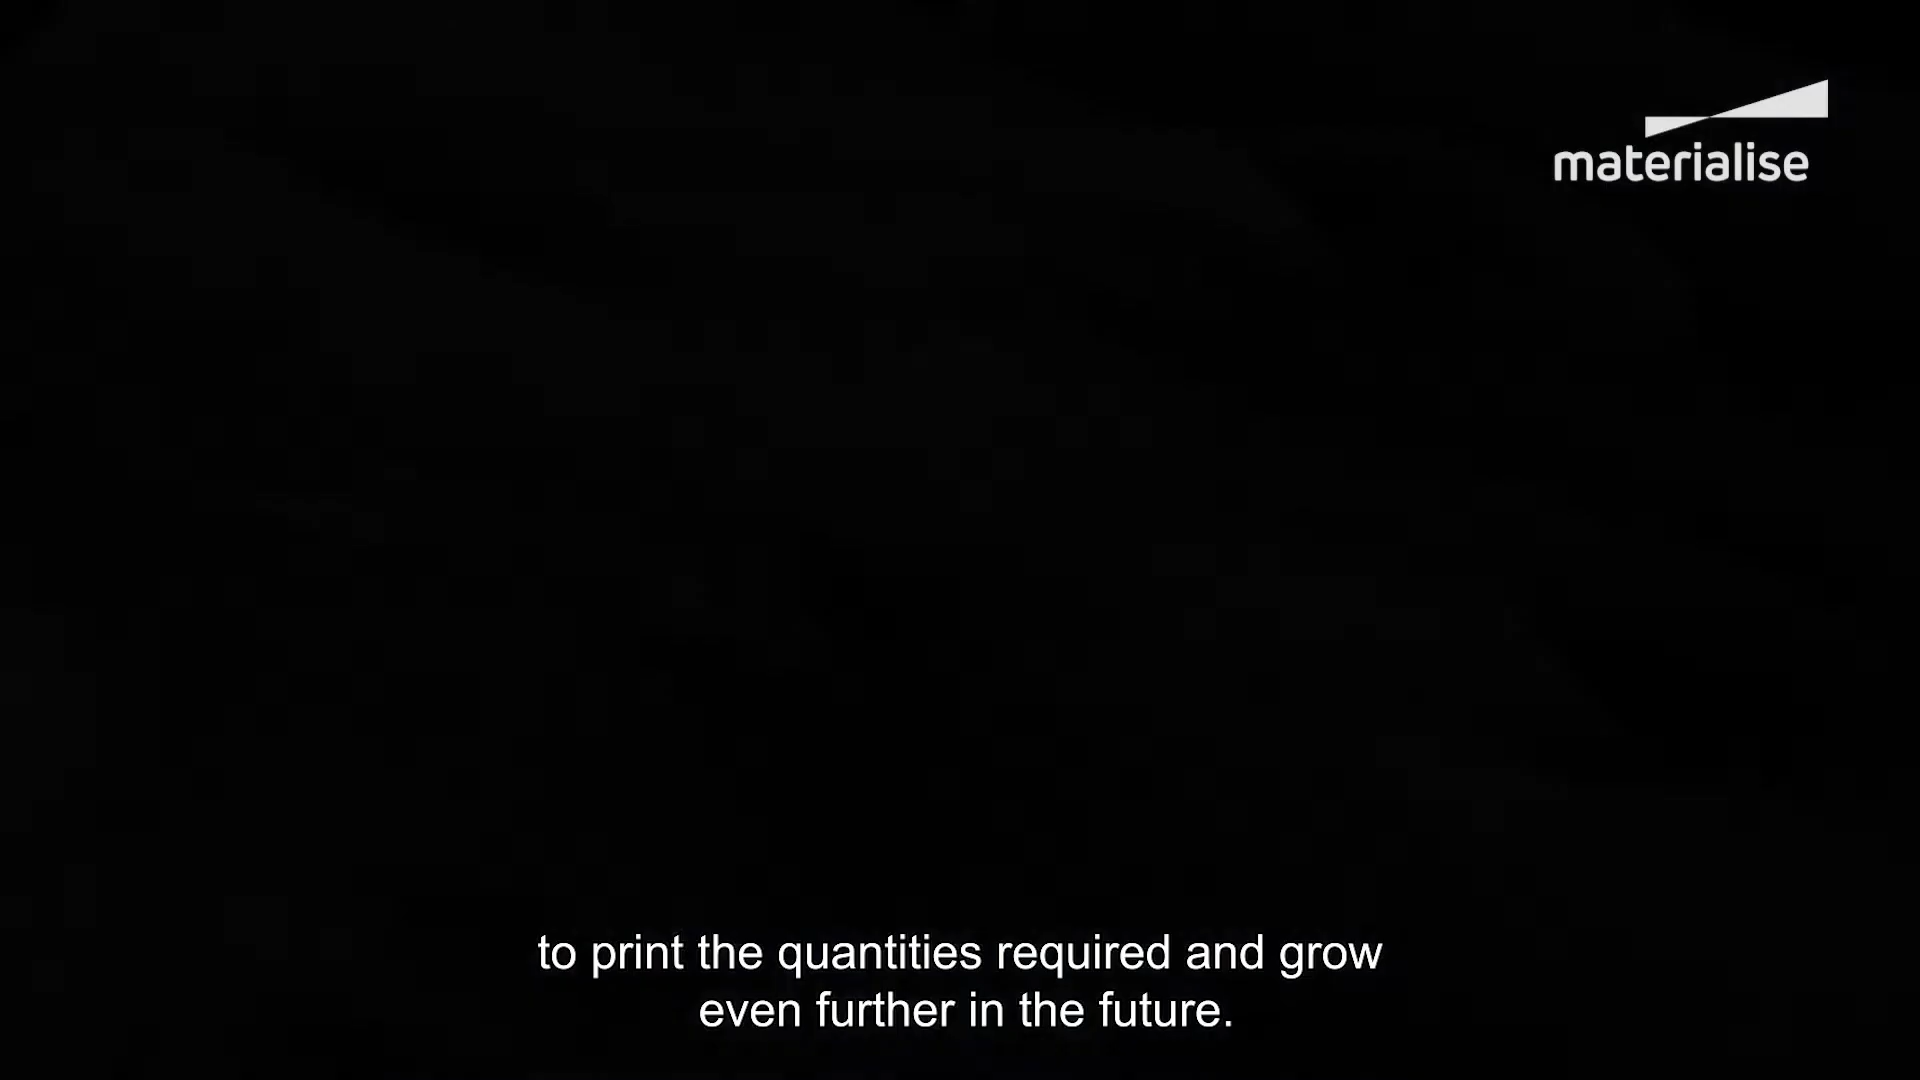 materialise
to print the quantities required and grow
even further in the future.